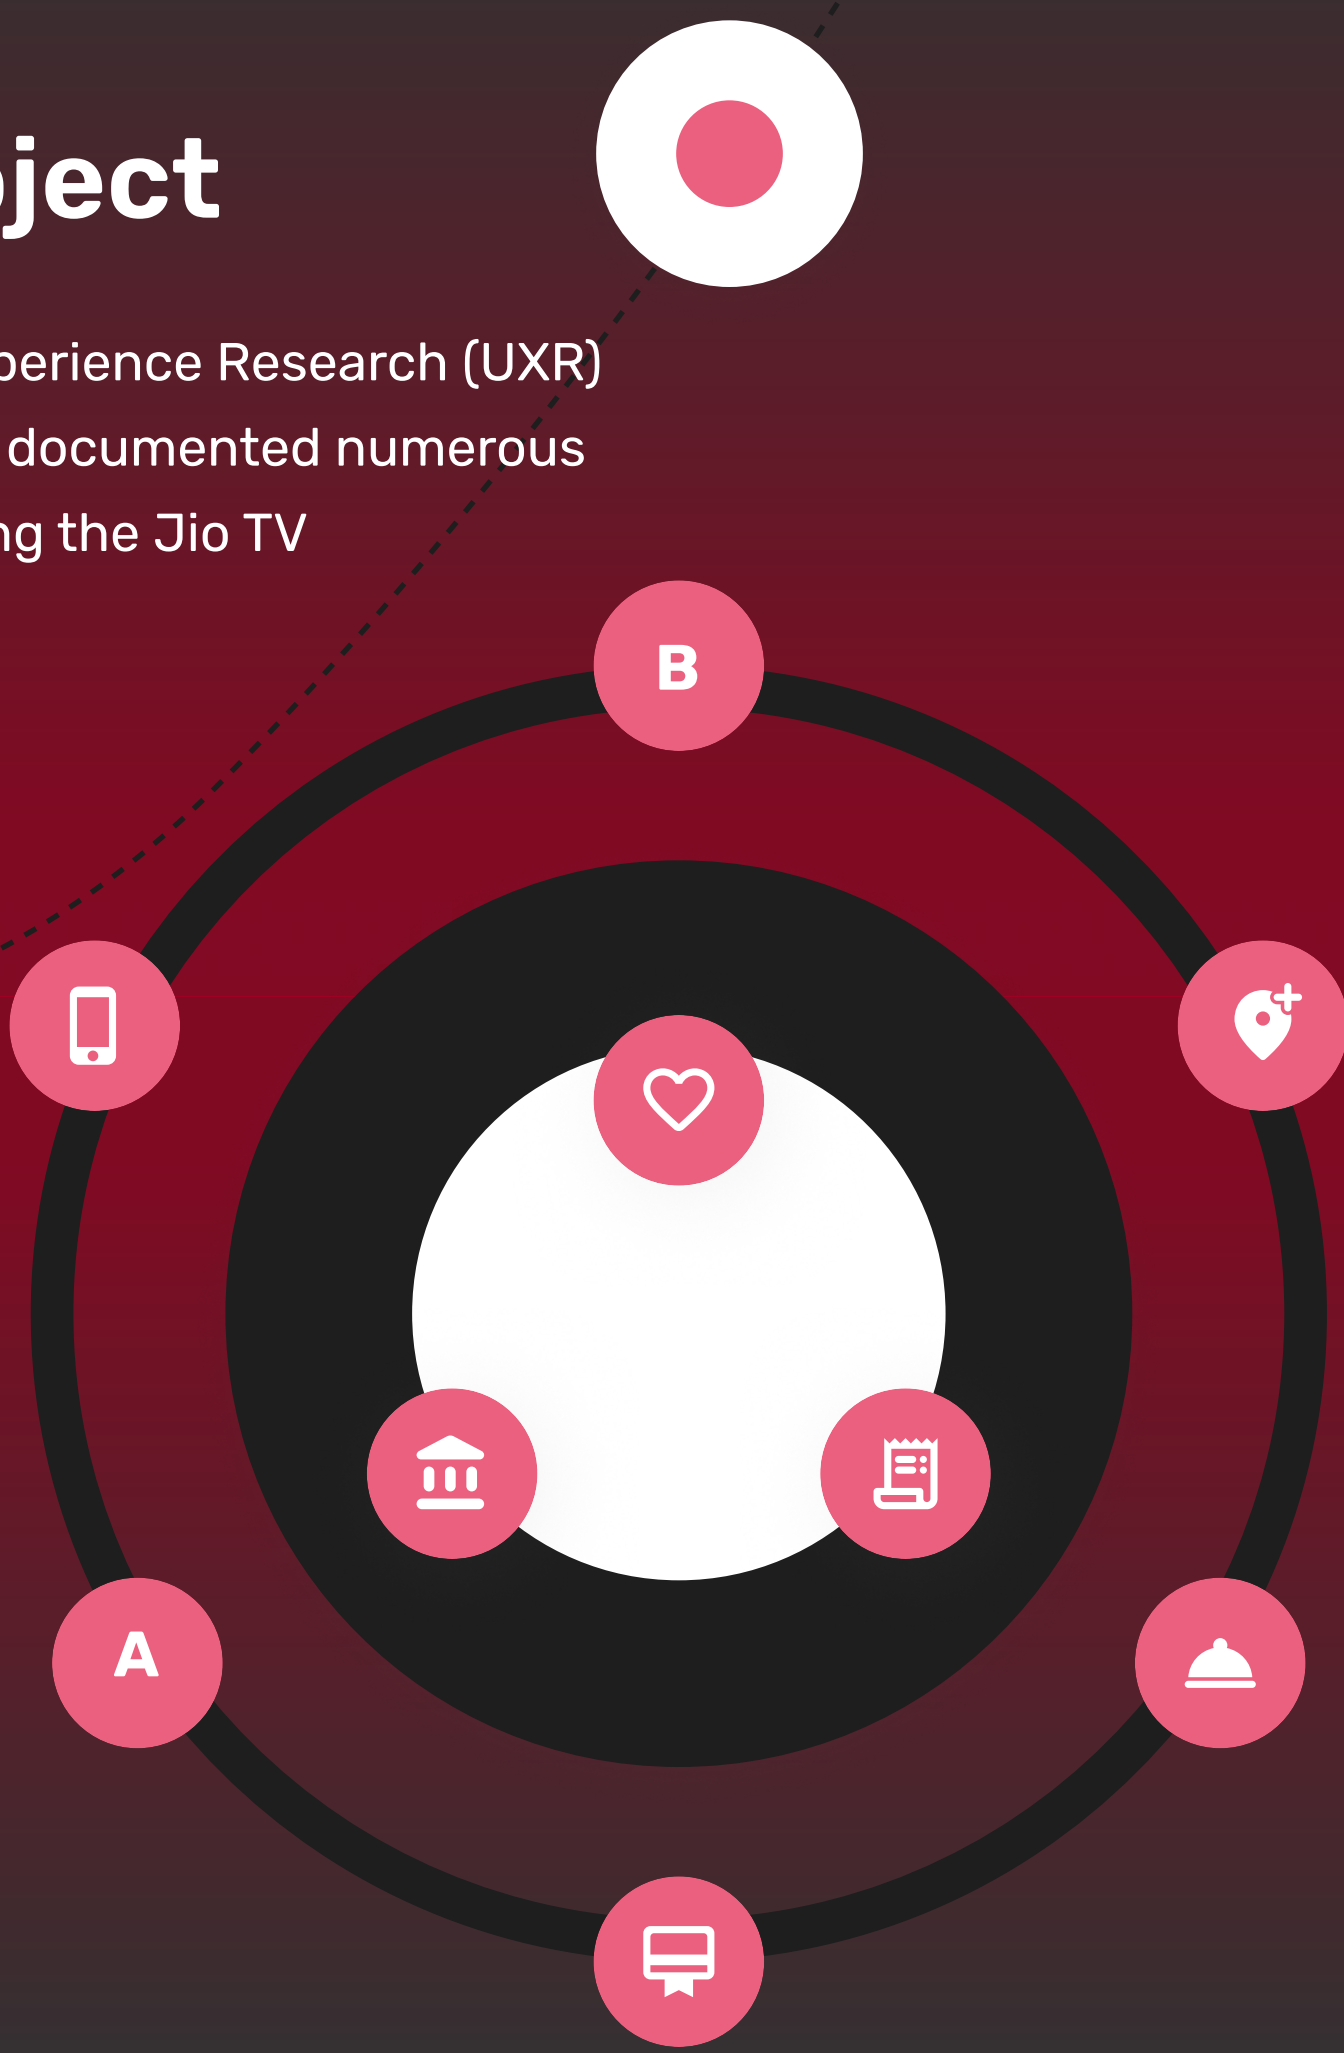 ject
perience Research (UXR)
documented numerous
ng the Jio TV
B
A